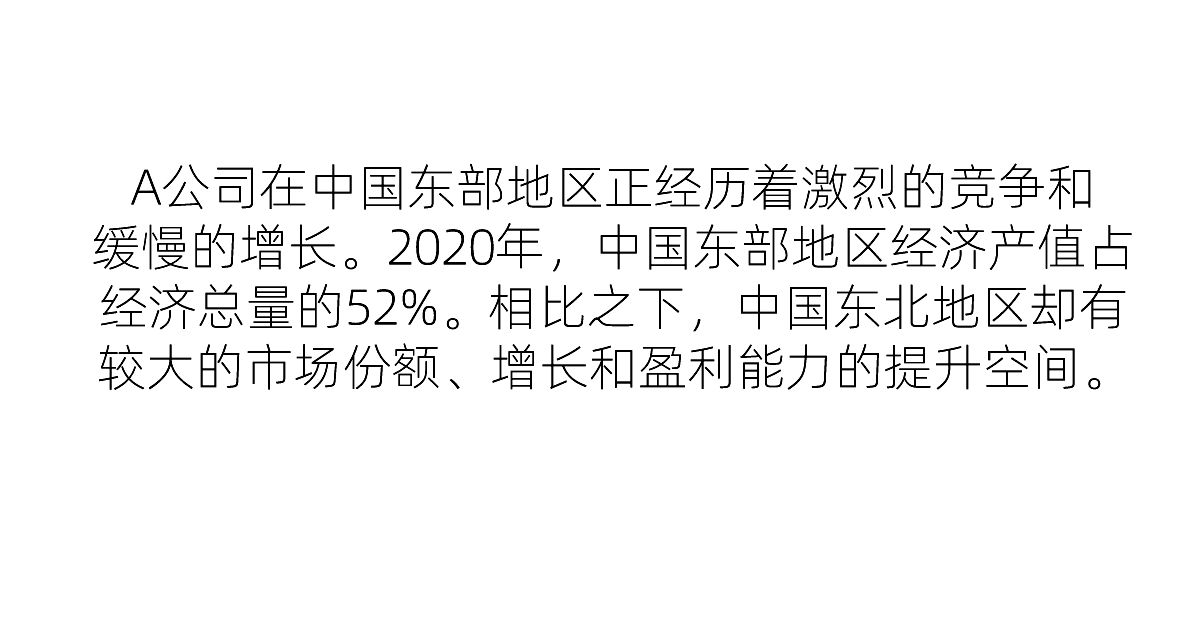 A公司在中国东部地区正经历着激烈的竞争和
缓慢的增长。2020年，中国东部地区经济产值占
经济总量的52%。相比之下，中国东北地区却有
较大的市场份额、增长和盈利能力的提升空间。